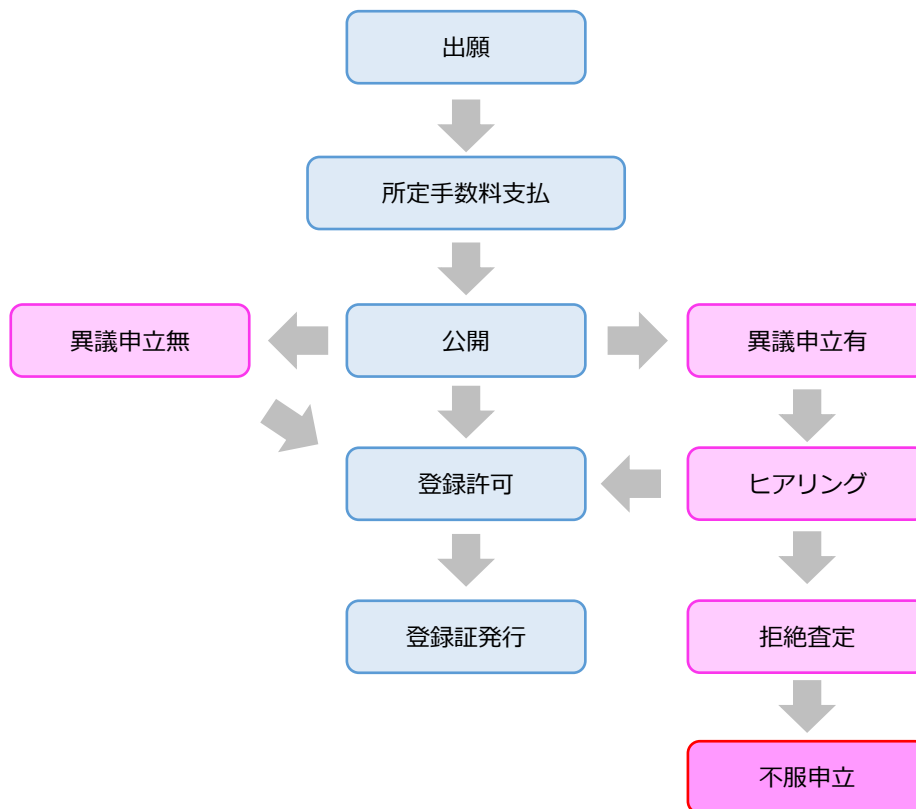 出願
所定手数料支払
異議申立無
公開
異議申立有
登録許可
ヒアリング
登録証発行
拒絶査定
不服申立